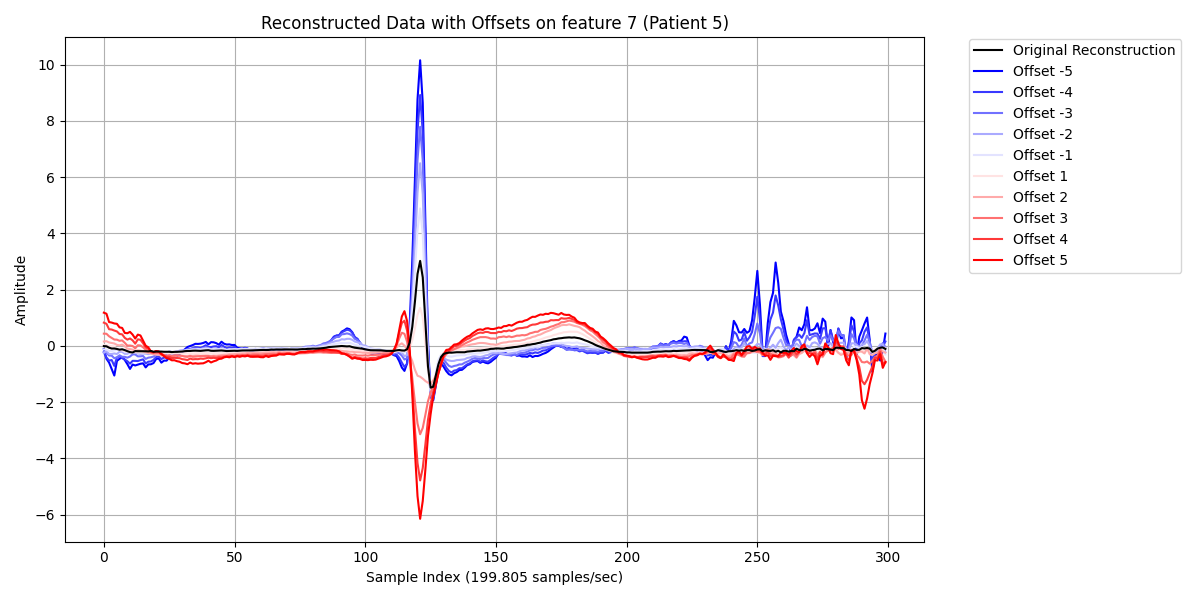 Reconstructed Data with Offsets on feature 7 (Patient 5)
Amplitude
10
8
6
4
2
0
−2
−4
−6
0 50 100 150 200 250 300
Sample Index (199.805 samples/sec)
Original Reconstruction
Offset -5
Offset -4
Offset -3
Offset -2
Offset -1
Offset 1
Offset 2
Offset 3
Offset 4
Offset 5